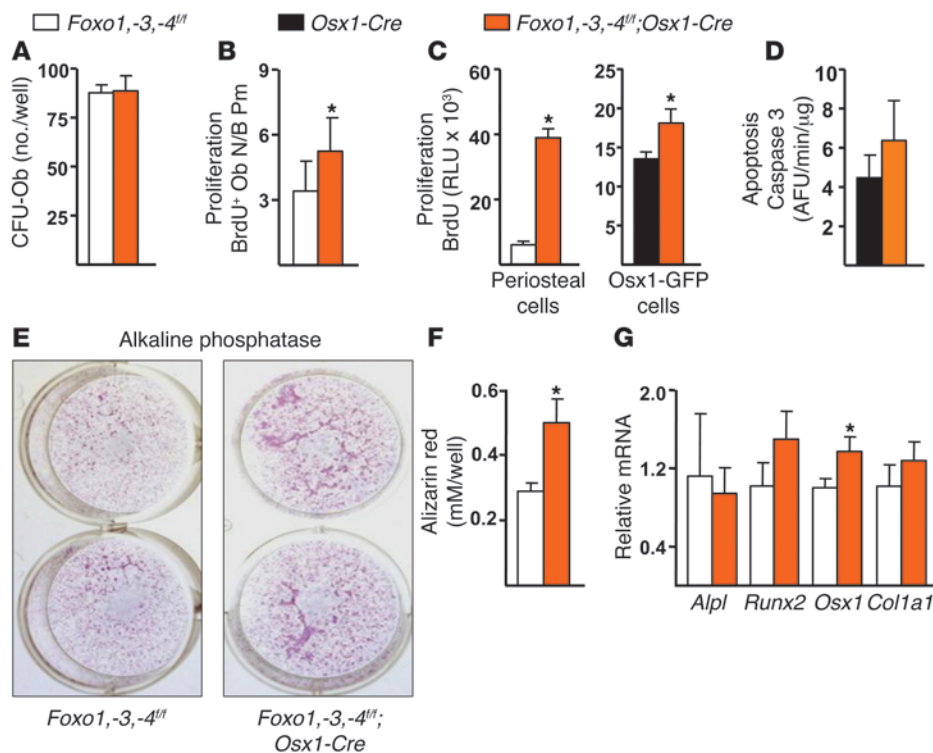 Foxo1,-3,-4f/f
Osx1-Cre
Foxo1,-3,-4f/f;Osx1-Cre
A
CFU-Ob (no./well)
100
75
50
25
B
Proliferation
BrdU+ Ob N/B Pm
9
6
3
*
C
Proliferation
BrdU (RLU x 10³)
60
40
20
*
Periosteal
cells
25
20
15
10
5
*
Osx1-GFP
cells
D
Apoptosis
Caspase 3
(AFU/min/µg)
10
8
6
4
2
E
Alkaline phosphatase
Foxo1,-3,-4f/f
Foxo1,-3,-4f/f;
Osx1-Cre
F
Alizarin red
(mM/well)
0.6
0.4
0.2
*
G
Relative mRNA
2.0
1.2
0.4
*
Alpl Runx2 Osx1 Col1a1